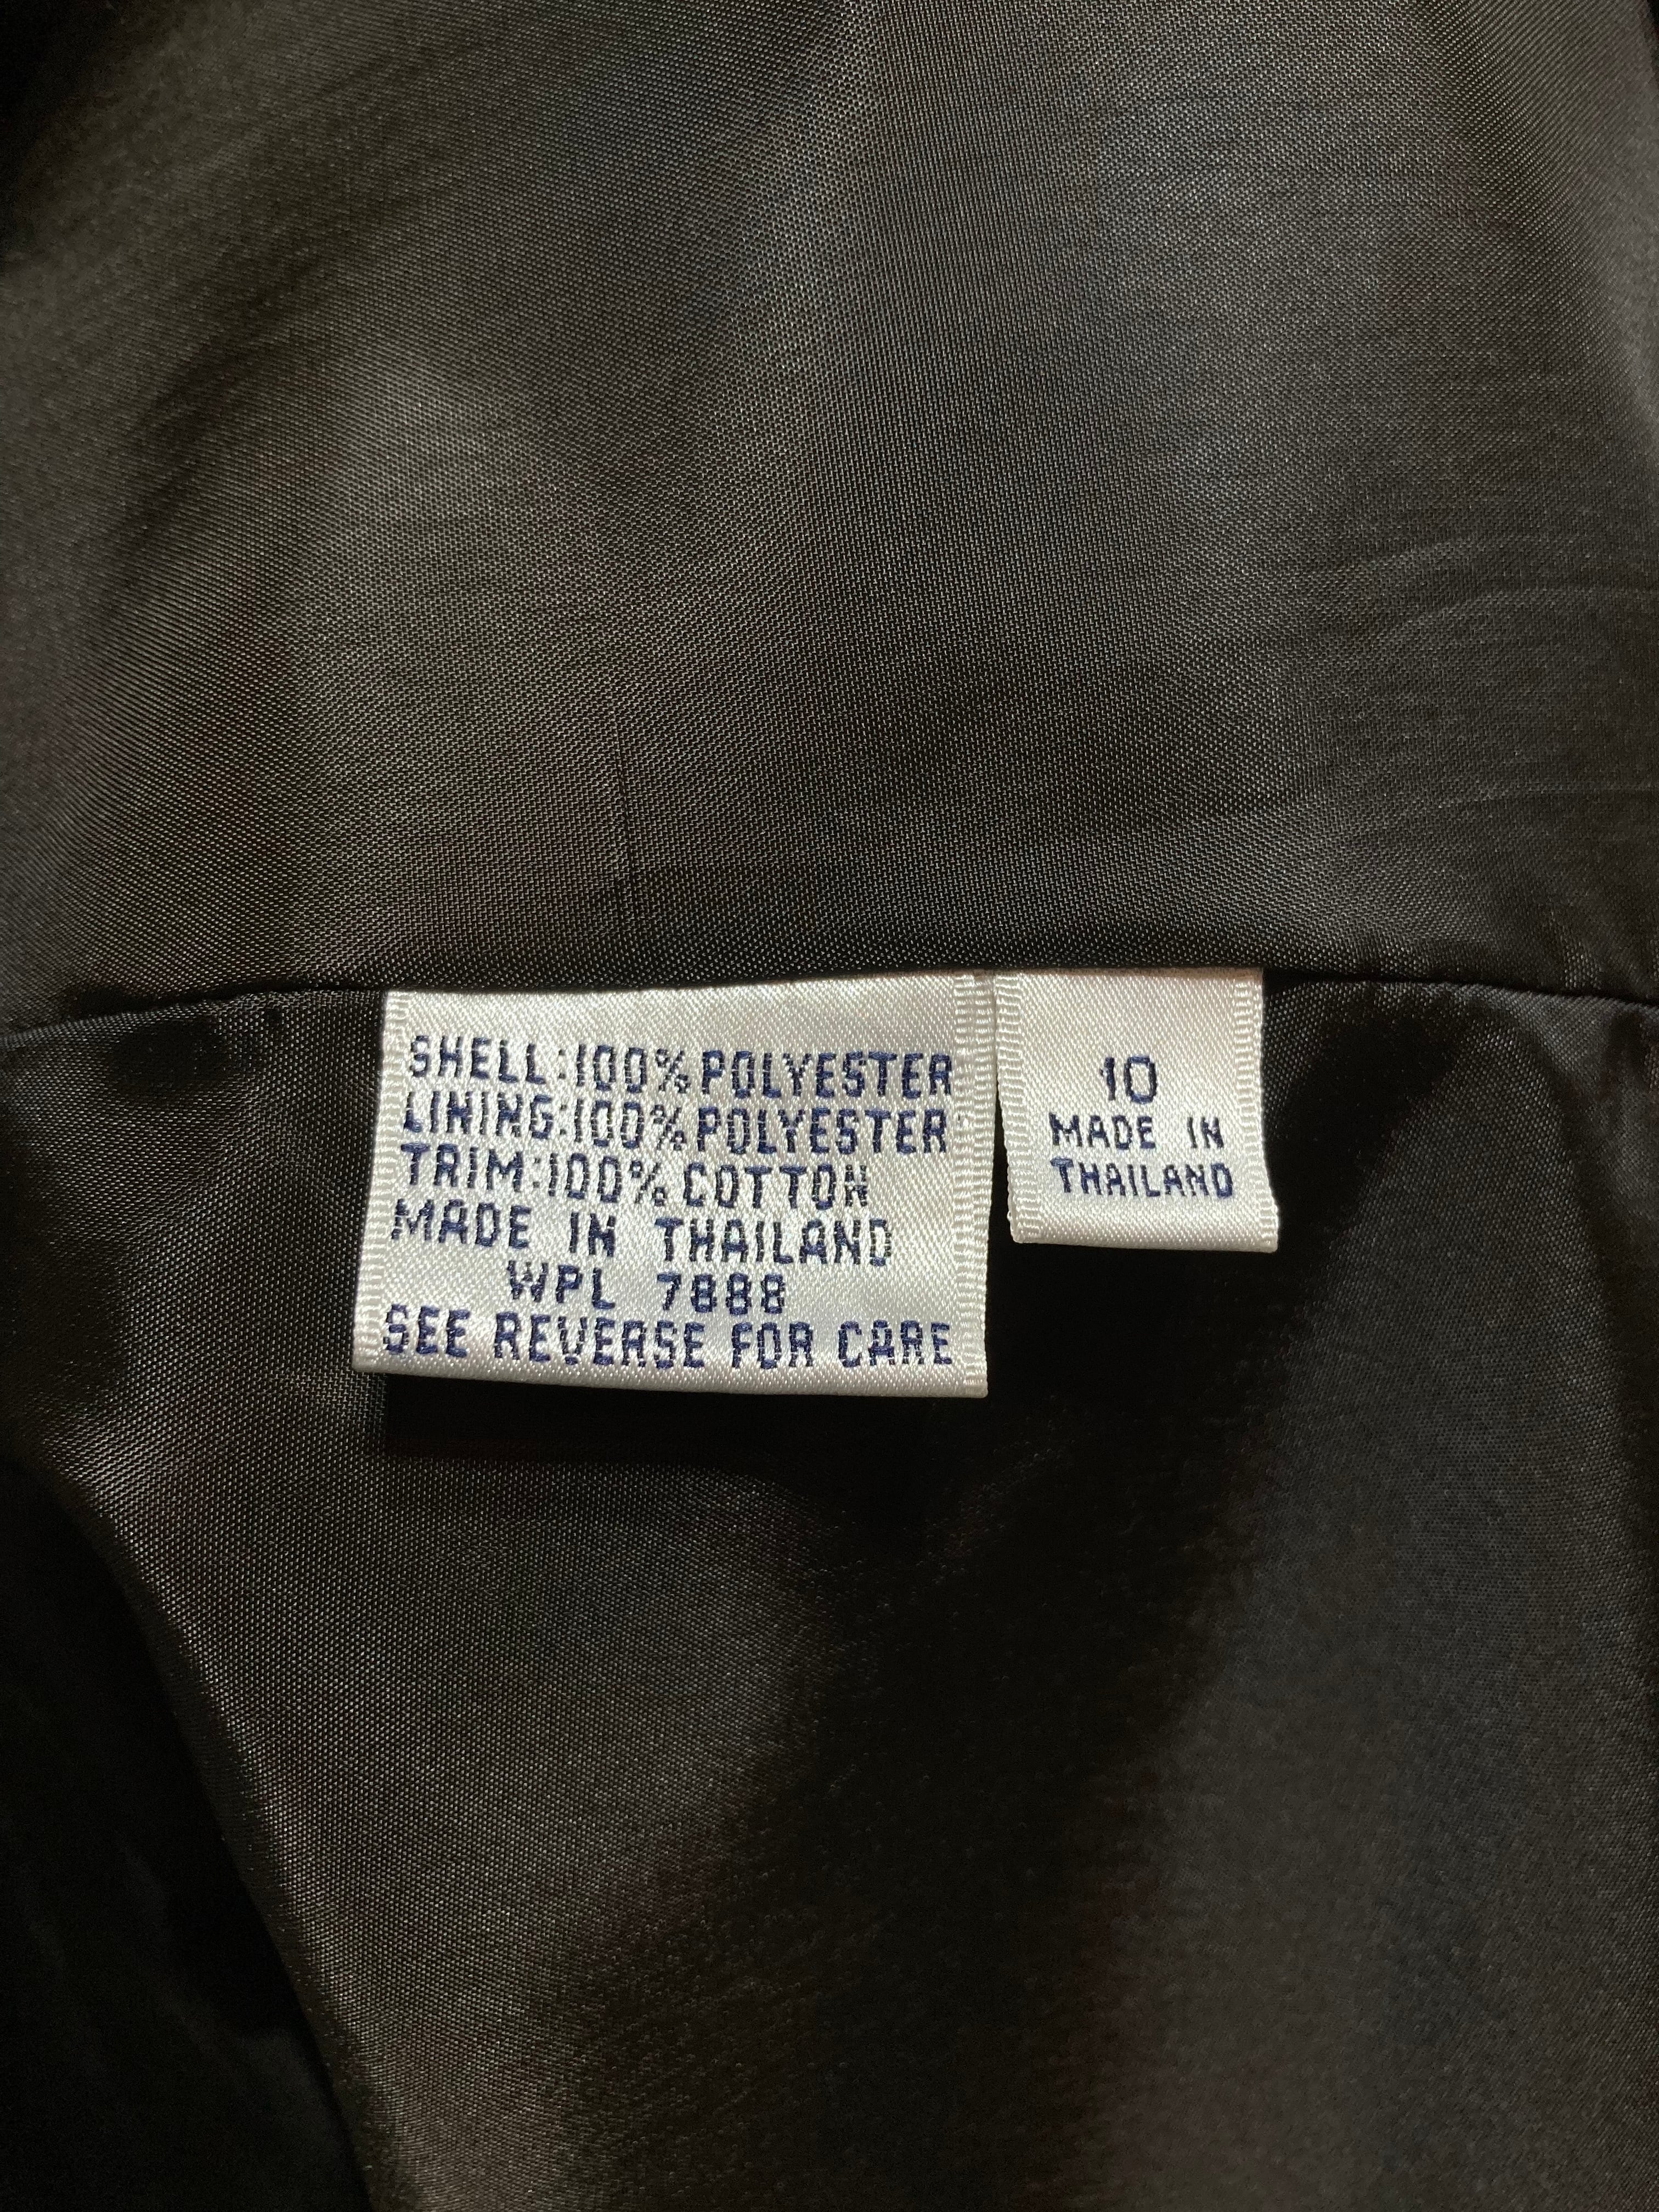 SHELL:100% POLYESTER
LINING:100% POLYESTER
TRIM:100% COTTON
MADE IN THAILAND
WPL 7888
SEE REVERSE FOR CARE
10
MADE IN
THAILAND